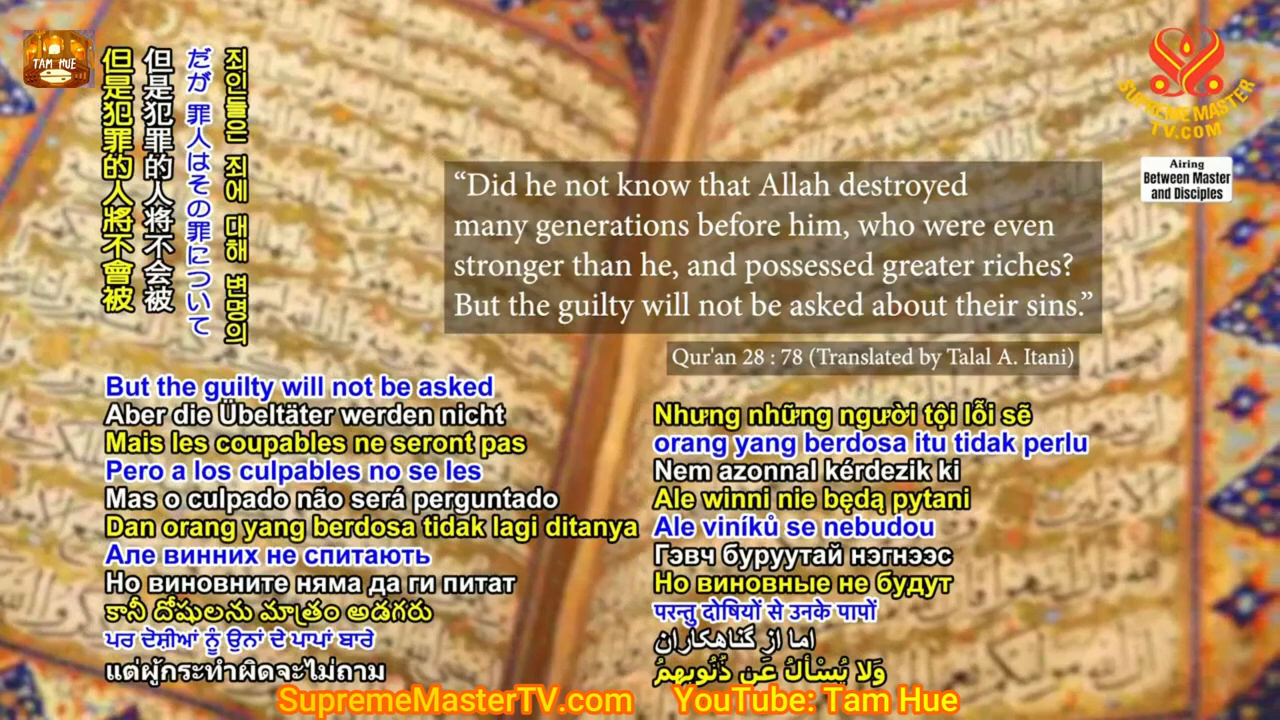 TAM HUE
SUPREME MASTER
TV.COM
Airing
Between Master
and Disciples
但是犯罪的人將不會被
但是犯罪的人将不会被
だが 罪人はその罪について
죄인들은 죄에 대해 변명의
“Did he not know that Allah destroyed
many generations before him, who were even
stronger than he, and possessed greater riches?
But the guilty will not be asked about their sins.”
Qur'an 28 : 78 (Translated by Talal A. Itani)
But the guilty will not be asked
Aber die Übeltäter werden nicht
Mais les coupables ne seront pas
Pero a los culpables no se les
Mas o culpado não será perguntado
Dan orang yang berdosa tidak lagi ditanya
Але винних не спитають
Но виновните няма да ги питат
కానీ దోషులను మాత్రం అడగరు
ਪਰ ਦੋਸ਼ੀਆਂ ਨੂੰ ਉਨਾਂ ਦੇ ਪਾਪਾਂ ਬਾਰੇ
แต่ผู้กระทำผิดจะไม่ถาม
Nhưng những người tội lỗi sẽ
orang yang berdosa itu tidak perlu
Nem azonnal kérdezik ki
Ale winni nie będą pytani
Ale viníků se nebudou
Гэвч буруутай нэгнээс
Но виновные не будут
परन्तु दोषियों से उनके पापों
اما از گناهکاران
وَلا يُسْأَلُ عَن ذُنُوبِهِمُ
SupremeMasterTV.com YouTube: Tam Hue